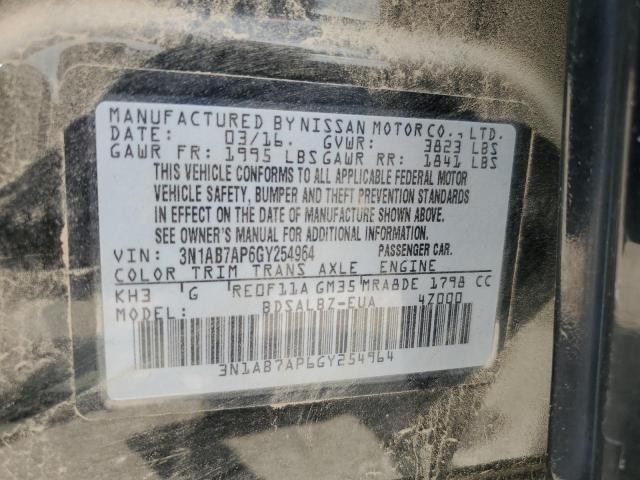 MANUFACTURED BY NISSAN MOTOR CO., LTD.
DATE: 03/16. GVWR: 3823 LBS
GAWR FR: 1995 LBS GAWR RR: 1841 LBS
THIS VEHICLE CONFORMS TO ALL APPLICABLE FEDERAL MOTOR
VEHICLE SAFETY, BUMPER AND THEFT PREVENTION STANDARDS
IN EFFECT ON THE DATE OF MANUFACTURE SHOWN ABOVE.
SEE OWNER'S MANUAL FOR ADDITIONAL INFORMATION.
VIN: 3N1AB7AP6GY254964 PASSENGER CAR.
COLOR TRIM TRANS AXLE ENGINE
KH3 G RE0F11A GM35 MRA8DE 1798 CC
MODEL: BDSALBZ-EUA 4Z000
3N1AB7AP6GY254964